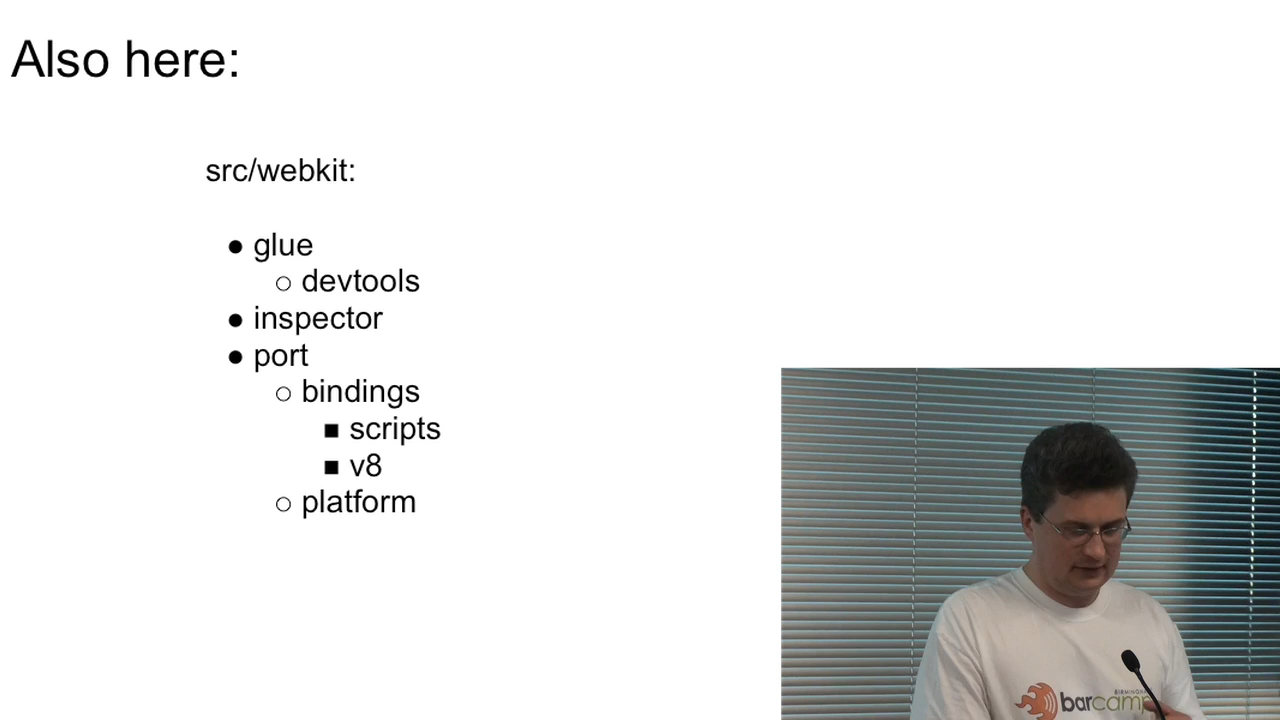 Also here:
src/webkit:
● glue
○ devtools
● inspector
● port
○ bindings
■ scripts
■ v8
○ platform
barcamp